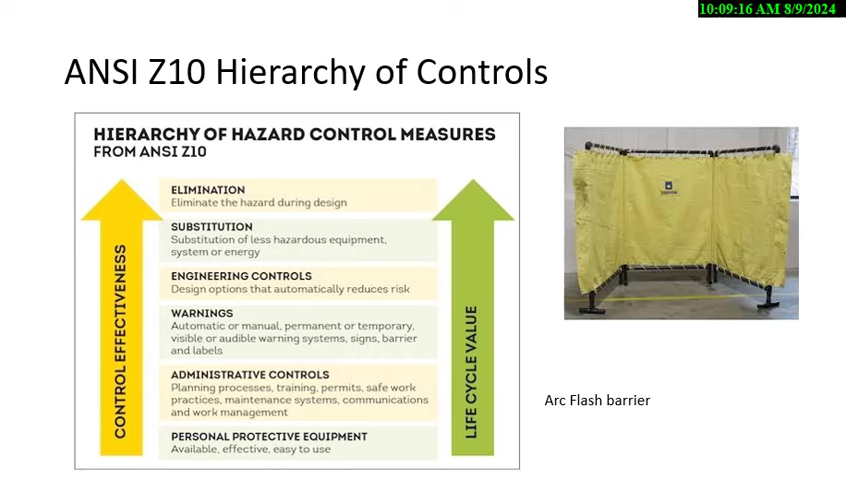 10:09:16 AM 8/9/2024
ANSI Z10 Hierarchy of Controls
HIERARCHY OF HAZARD CONTROL MEASURES
FROM ANSI Z10
CONTROL EFFECTIVENESS
ELIMINATION
Eliminate the hazard during design
SUBSTITUTION
Substitution of less hazardous equipment,
system or energy
ENGINEERING CONTROLS
Design options that automatically reduces risk
WARNINGS
Automatic or manual, permanent or temporary,
visible or audible warning systems, signs, barrier
and labels
ADMINISTRATIVE CONTROLS
Planning processes, training, permits, safe work
practices, maintenance systems, communications
and work management
PERSONAL PROTECTIVE EQUIPMENT
Available, effective, easy to use
LIFE CYCLE VALUE
Arc Flash barrier